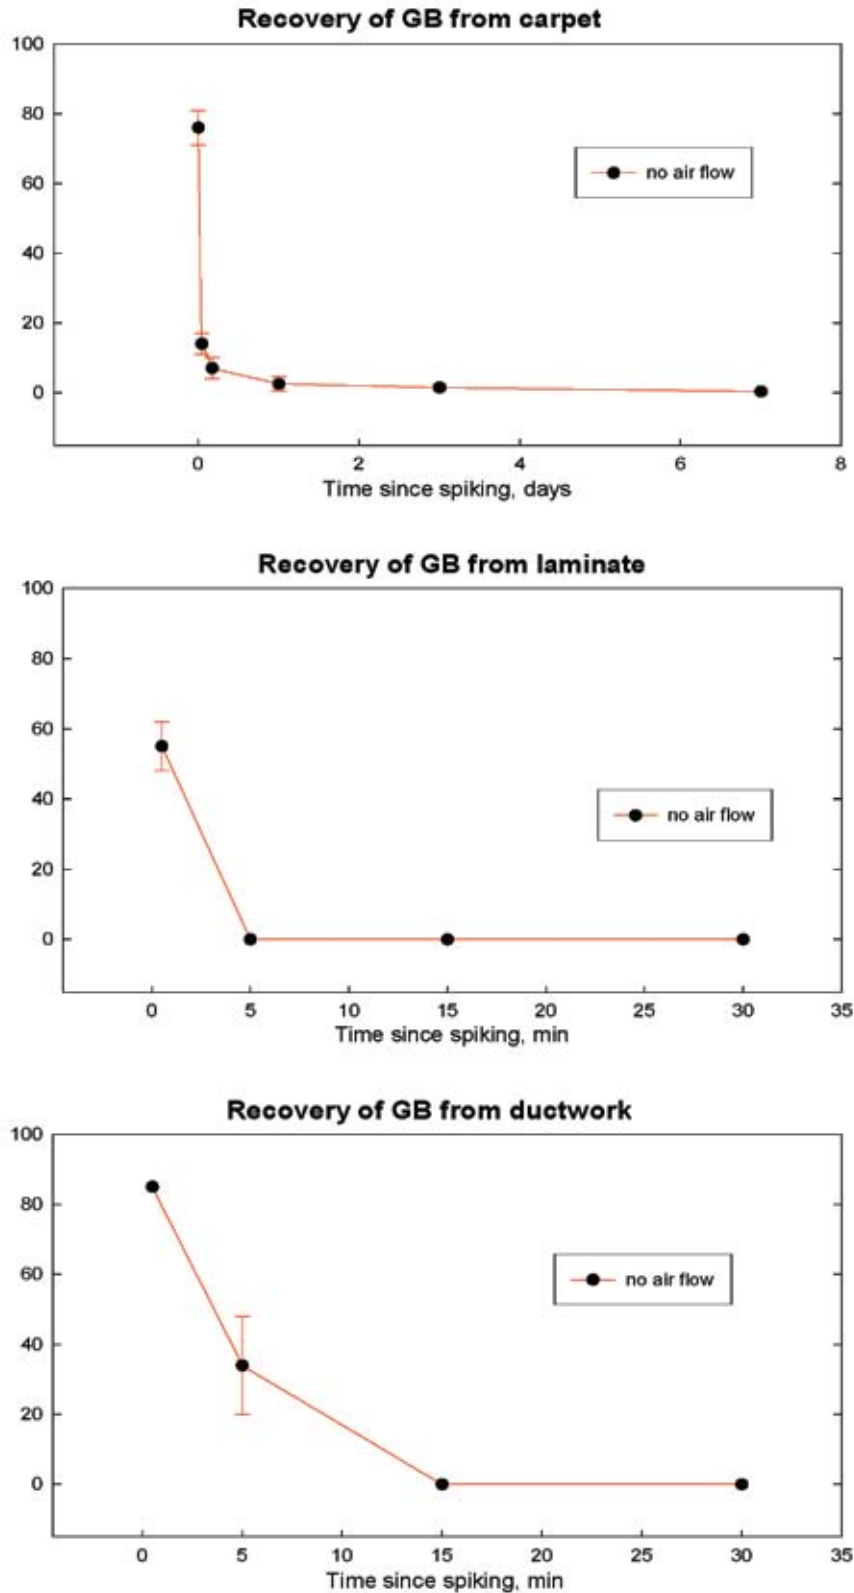 Recovery of GB from carpet
100
80
60
40
20
0
no air flow
0 2 4 6 8
Time since spiking, days
Recovery of GB from laminate
100
80
60
40
20
0
no air flow
0 5 10 15 20 25 30 35
Time since spiking, min
Recovery of GB from ductwork
100
80
60
40
20
0
no air flow
0 5 10 15 20 25 30 35
Time since spiking, min